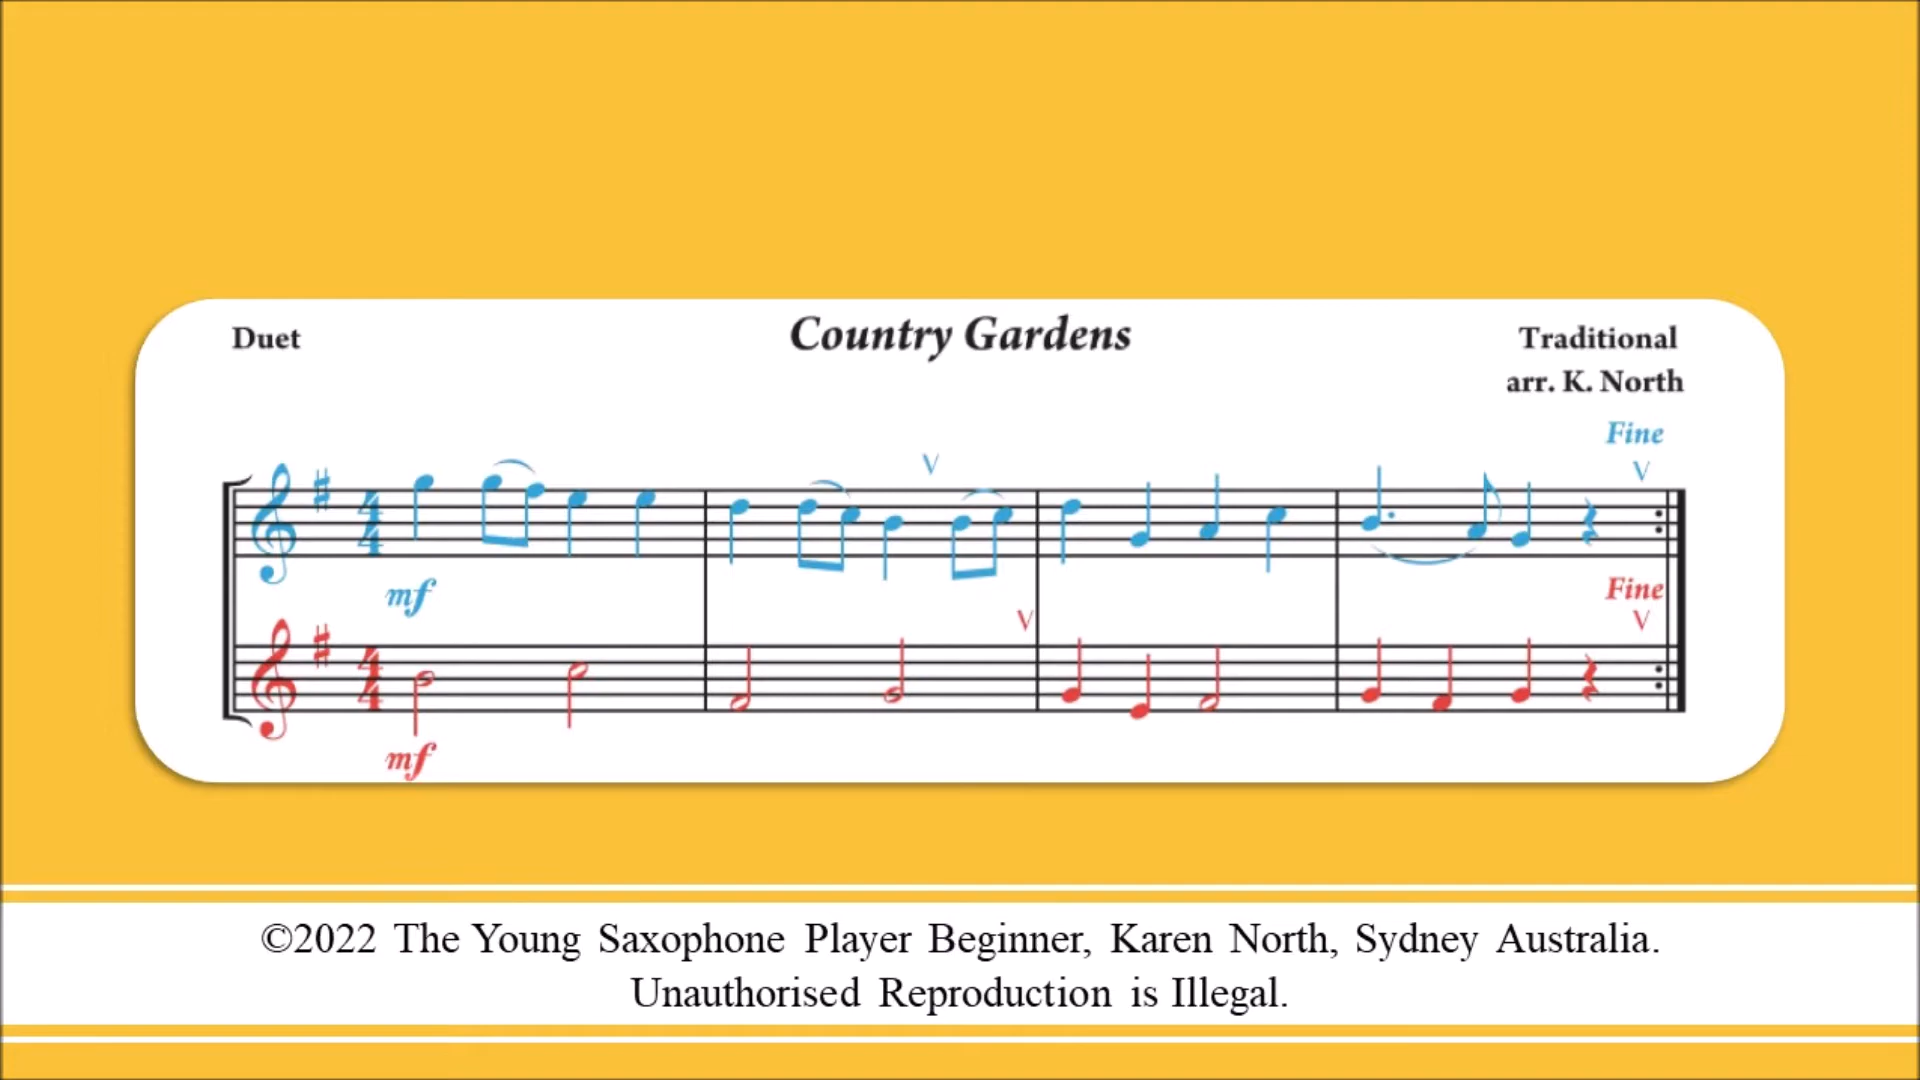 Duet
Country Gardens
Traditional
arr. K. North
Fine
mf
Fine
mf
©2022 The Young Saxophone Player Beginner, Karen North, Sydney Australia.
Unauthorised Reproduction is Illegal.